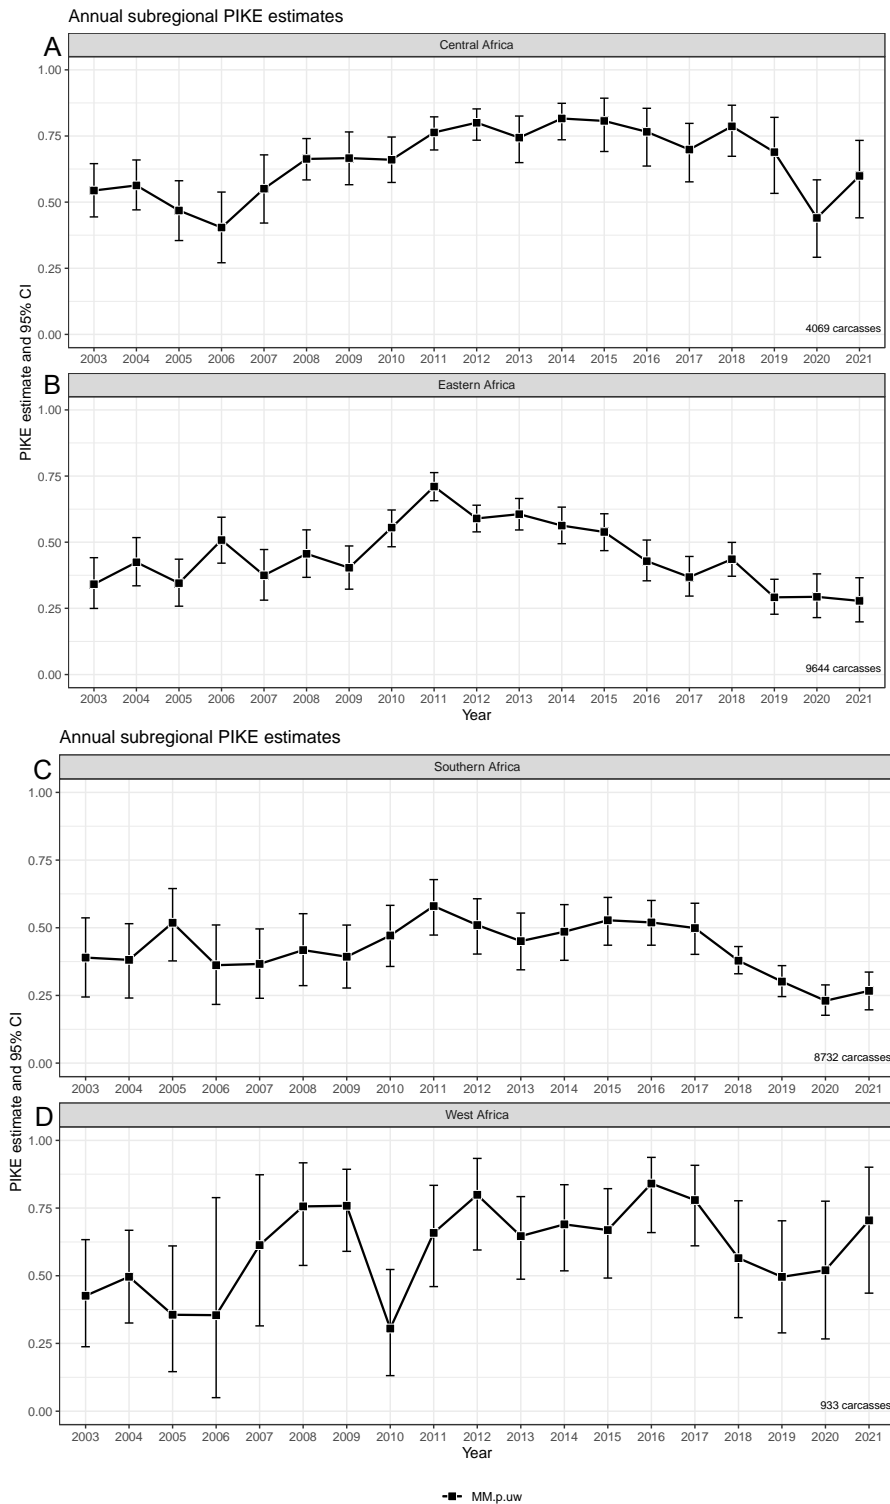 Annual subregional PIKE estimates
A
Central Africa
1.00
0.75
0.50
0.25
0.00
4069 carcasses
2003 2004 2005 2006 2007 2008 2009 2010 2011 2012 2013 2014 2015 2016 2017 2018 2019 2020 2021
PIKE estimate and 95% CI
B
Eastern Africa
1.00
0.75
0.50
0.25
0.00
9644 carcasses
2003 2004 2005 2006 2007 2008 2009 2010 2011 2012 2013 2014 2015 2016 2017 2018 2019 2020 2021
Year
Annual subregional PIKE estimates
C
Southern Africa
1.00
0.75
0.50
0.25
0.00
8732 carcasses
2003 2004 2005 2006 2007 2008 2009 2010 2011 2012 2013 2014 2015 2016 2017 2018 2019 2020 2021
PIKE estimate and 95% CI
D
West Africa
1.00
0.75
0.50
0.25
0.00
933 carcasses
2003 2004 2005 2006 2007 2008 2009 2010 2011 2012 2013 2014 2015 2016 2017 2018 2019 2020 2021
Year
MM.p.uw